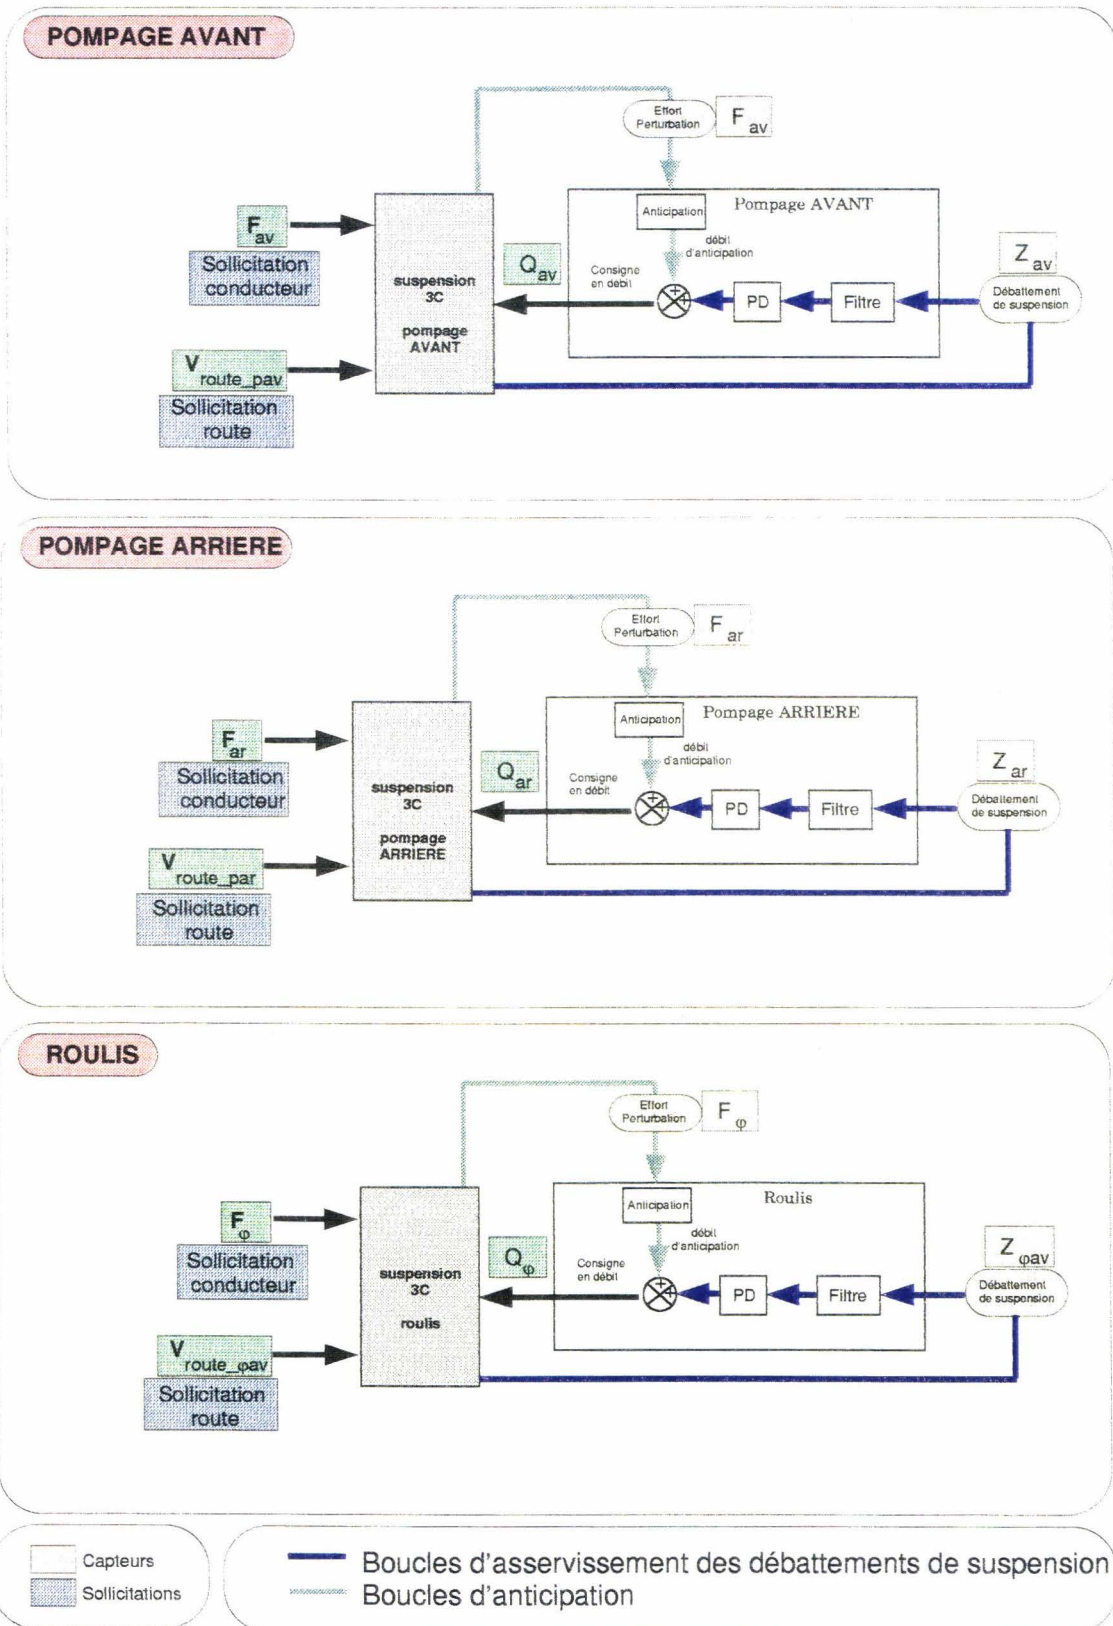 POMPAGE AVANT
Effort
Perturbation
F av
Anticipation
Pompage AVANT
débit
d'anticipation
F av
Sollicitation
conducteur
Q av
Consigne
en débit
suspension
3C
pompage
AVANT
+
+
PD
Filtre
Z av
Débattement
de suspension
V route_pav
Sollicitation
route
POMPAGE ARRIERE
Effort
Perturbation
F ar
Anticipation
Pompage ARRIERE
débit
d'anticipation
F ar
Sollicitation
conducteur
Q ar
Consigne
en débit
suspension
3C
pompage
ARRIERE
+
+
PD
Filtre
Z ar
Débattement
de suspension
V route_par
Sollicitation
route
ROULIS
Effort
Perturbation
F φ
Anticipation
Roulis
débit
d'anticipation
F φ
Sollicitation
conducteur
Q φ
Consigne
en débit
suspension
3C
roulis
+
+
PD
Filtre
Z φav
Débattement
de suspension
V route_φav
Sollicitation
route
Capteurs
Sollicitations
Boucles d'asservissement des débattements de suspension
Boucles d'anticipation